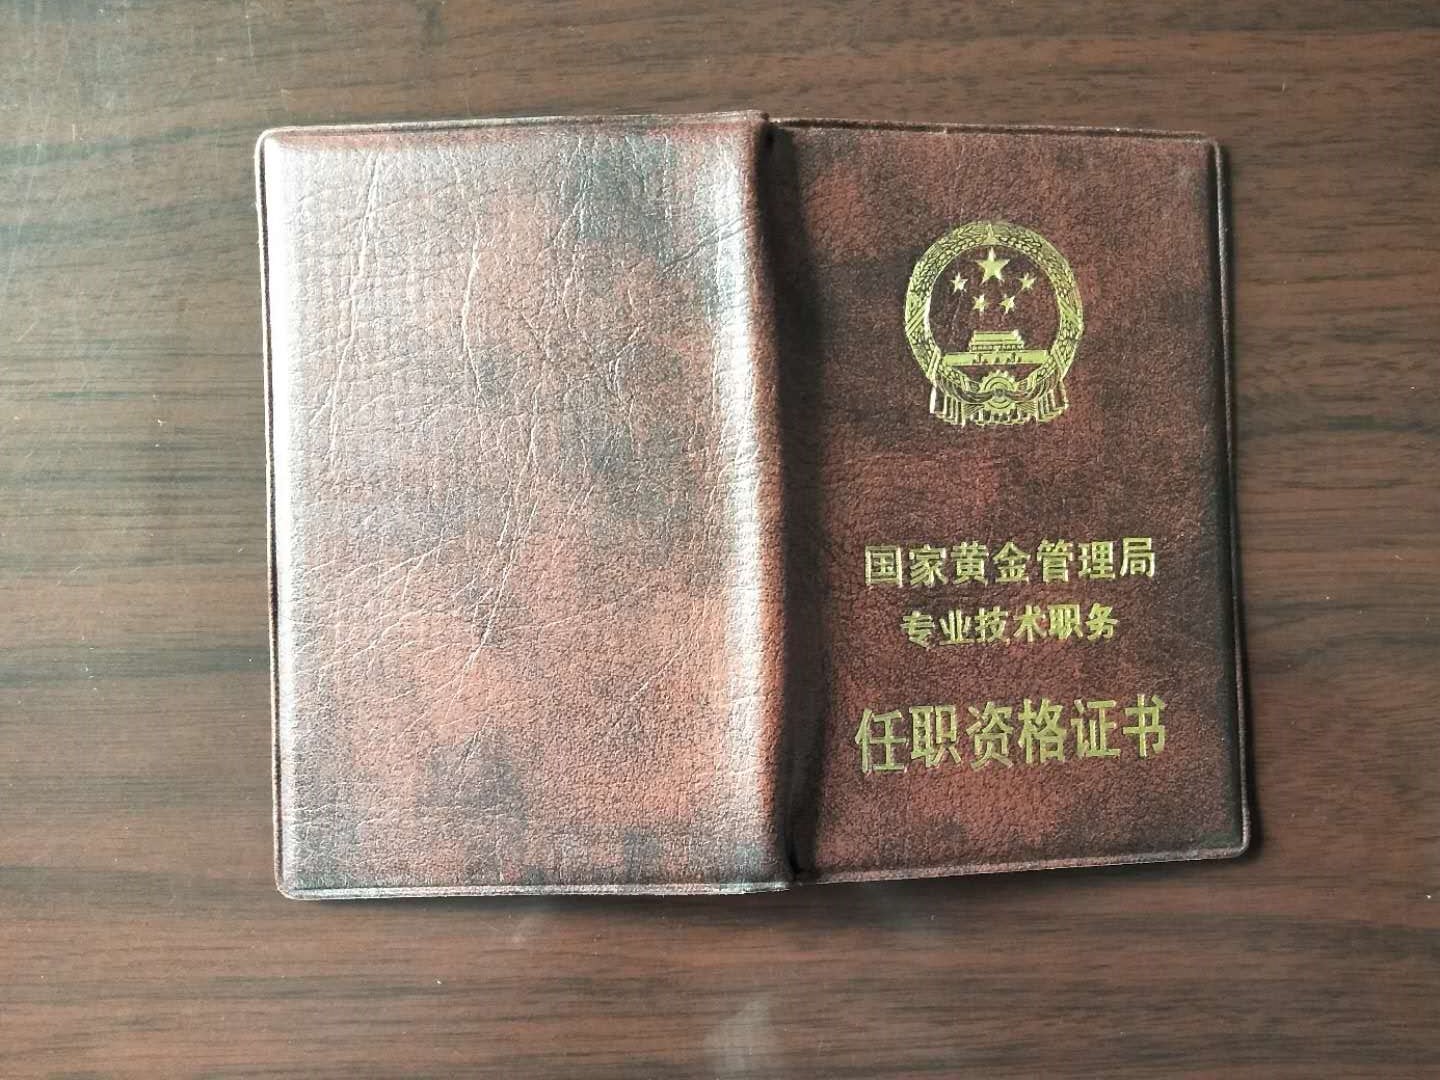 国家黄金管理局
专业技术职务
任职资格证书